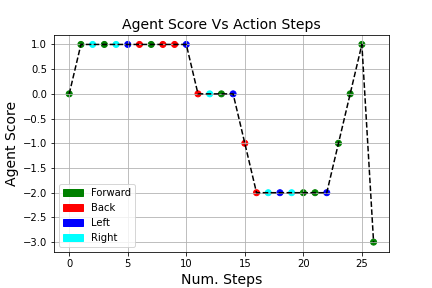 Agent Score Vs Action Steps
1.0
0.5
0.0
−0.5
−1.0
−1.5
−2.0
−2.5
−3.0
Agent Score
Forward
Back
Left
Right
0 5 10 15 20 25
Num. Steps